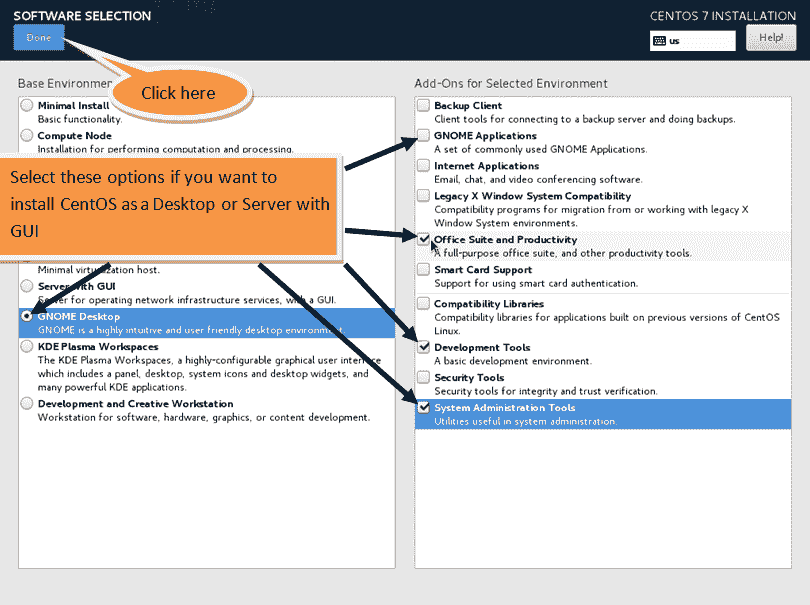 SOFTWARE SELECTION
CENTOS 7 INSTALLATION
Done
us
Help!
Click here
Base Environmen
Minimal Install
Basic functionality.
Compute Node
Installation for performing computation and processing.
Select these options if you want to
install CentOS as a Desktop or Server with
GUI
Minimal virtualization host.
Server with GUI
Server for operating network infrastructure services, with a GUI.
GNOME Desktop
GNOME is a highly intuitive and user friendly desktop environment.
KDE Plasma Workspaces
The KDE Plasma Workspaces, a highly-configurable graphical user interface
which includes a panel, desktop, system icons and desktop widgets, and
many powerful KDE applications.
Development and Creative Workstation
Workstation for software, hardware, graphics, or content development.
Add-Ons for Selected Environment
Backup Client
Client tools for connecting to a backup server and doing backups.
GNOME Applications
A set of commonly used GNOME Applications.
Internet Applications
Email, chat, and video conferencing software.
Legacy X Window System Compatibility
Compatibility programs for migration from or working with legacy X
Window System environments.
Office Suite and Productivity
A full-purpose office suite, and other productivity tools.
Smart Card Support
Support for using smart card authentication.
Compatibility Libraries
Compatibility libraries for applications built on previous versions of CentOS
Linux.
Development Tools
A basic development environment.
Security Tools
Security tools for integrity and trust verification.
System Administration Tools
Utilities useful in system administration.